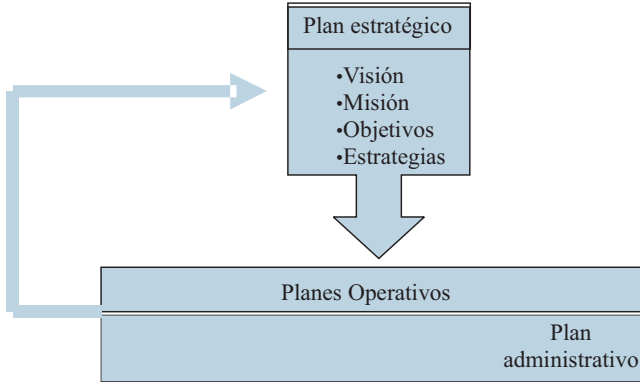 Plan estratégico
•Visión
•Misión
•Objetivos
•Estrategias
Planes Operativos
Plan
administrativo